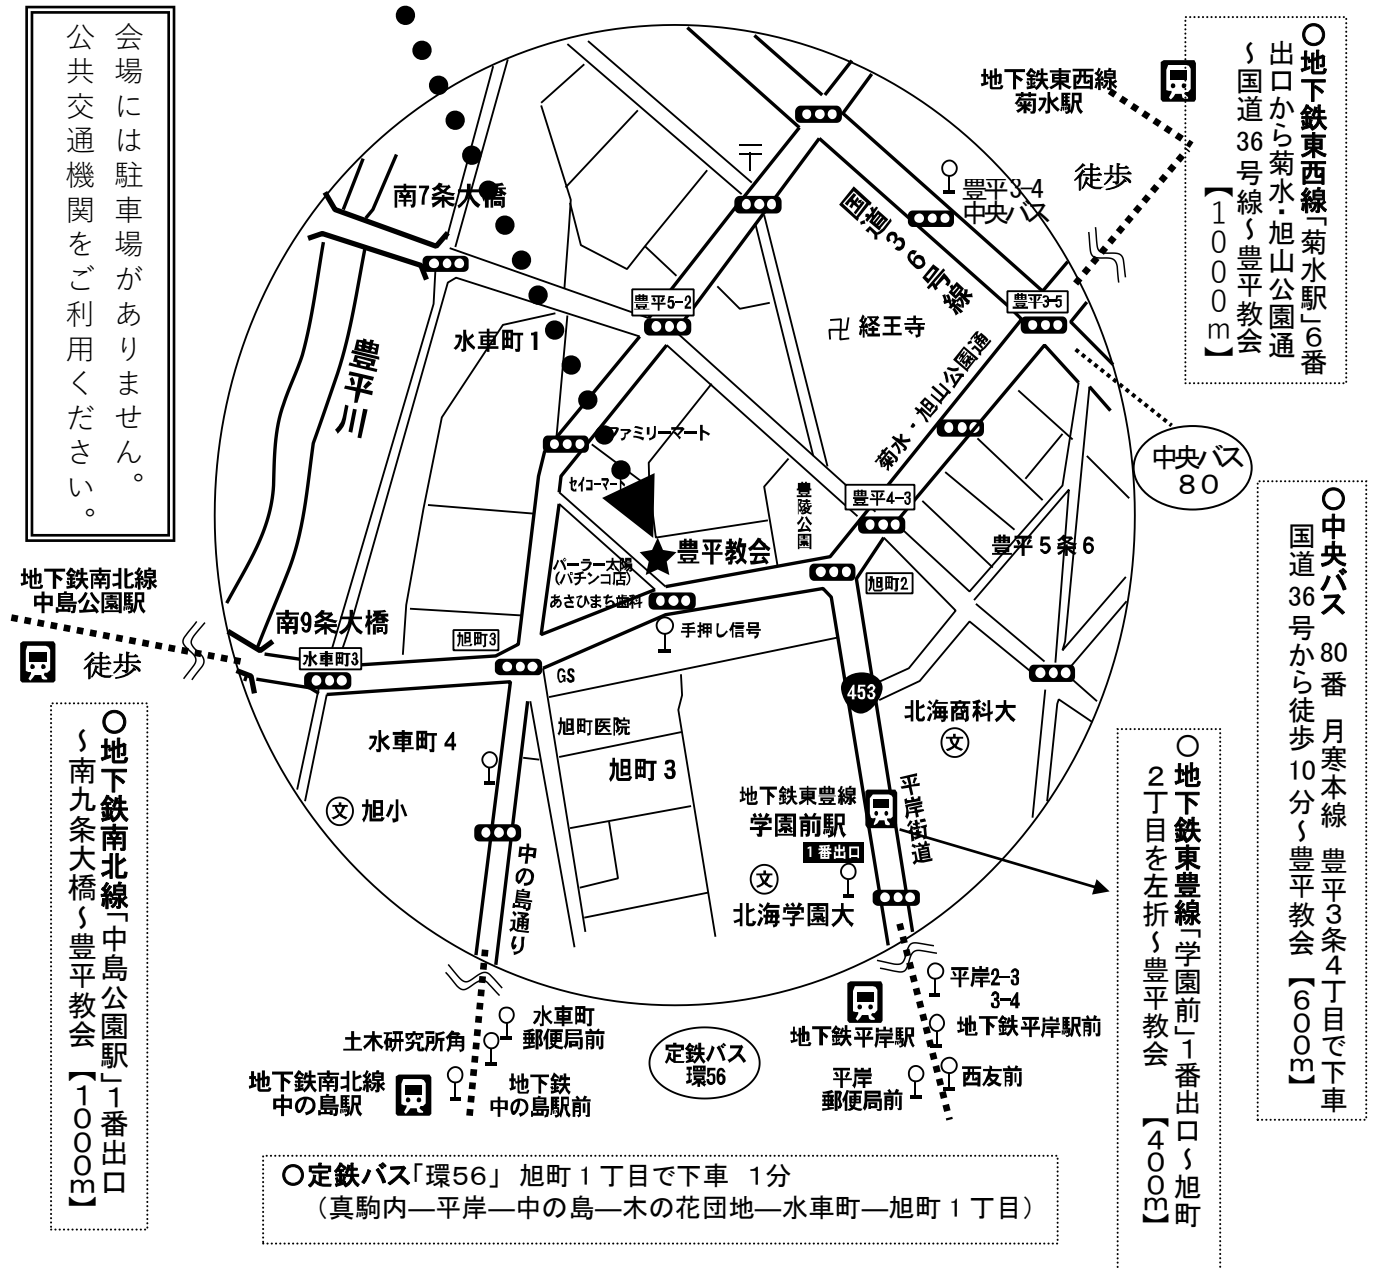 会場には駐車場がありません。
公共交通機関をご利用ください。
地下鉄東西線
菊水駅
徒歩
〇地下鉄東西線「菊水駅」６番
出口から菊水・旭山公園通
～国道36号線～豊平教会
【１０００ｍ】
南7条大橋
〒
豊平3-4
中央バス
国道３６号線
豊平5-2
豊平3-5
水車町１
卍 経王寺
豊平川
菊水・旭山公園通
ファミリーマート
中央バス
８０
セイコーマート
豊陵公園
豊平4-3
豊平教会
豊平５条６
パーラー太陽
(パチンコ店)
あさひまち歯科
旭町2
〇中央バス 80番 月寒本線 豊平３条４丁目で下車
国道36号から徒歩10分～豊平教会【６００ｍ】
地下鉄南北線
中島公園駅
徒歩
南9条大橋
水車町3
旭町3
手押し信号
GS
453
北海商科大
文
〇地下鉄南北線「中島公園駅」１番出口
～南九条大橋～豊平教会【１０００ｍ】
水車町４
旭町医院
旭町３
文 旭小
地下鉄東豊線
学園前駅
１番出口
平岸街道
文
北海学園大
中の島通り
〇地下鉄東豊線「学園前」１番出口～旭町
２丁目を左折～豊平教会 【４００ｍ】
水車町
郵便局前
土木研究所角
地下鉄南北線
中の島駅
地下鉄
中の島駅前
定鉄バス
環56
平岸2-3
3-4
地下鉄平岸駅
地下鉄平岸駅前
平岸
郵便局前
西友前
〇定鉄バス「環56」 旭町１丁目で下車 １分
（真駒内―平岸―中の島―木の花団地―水車町―旭町１丁目）